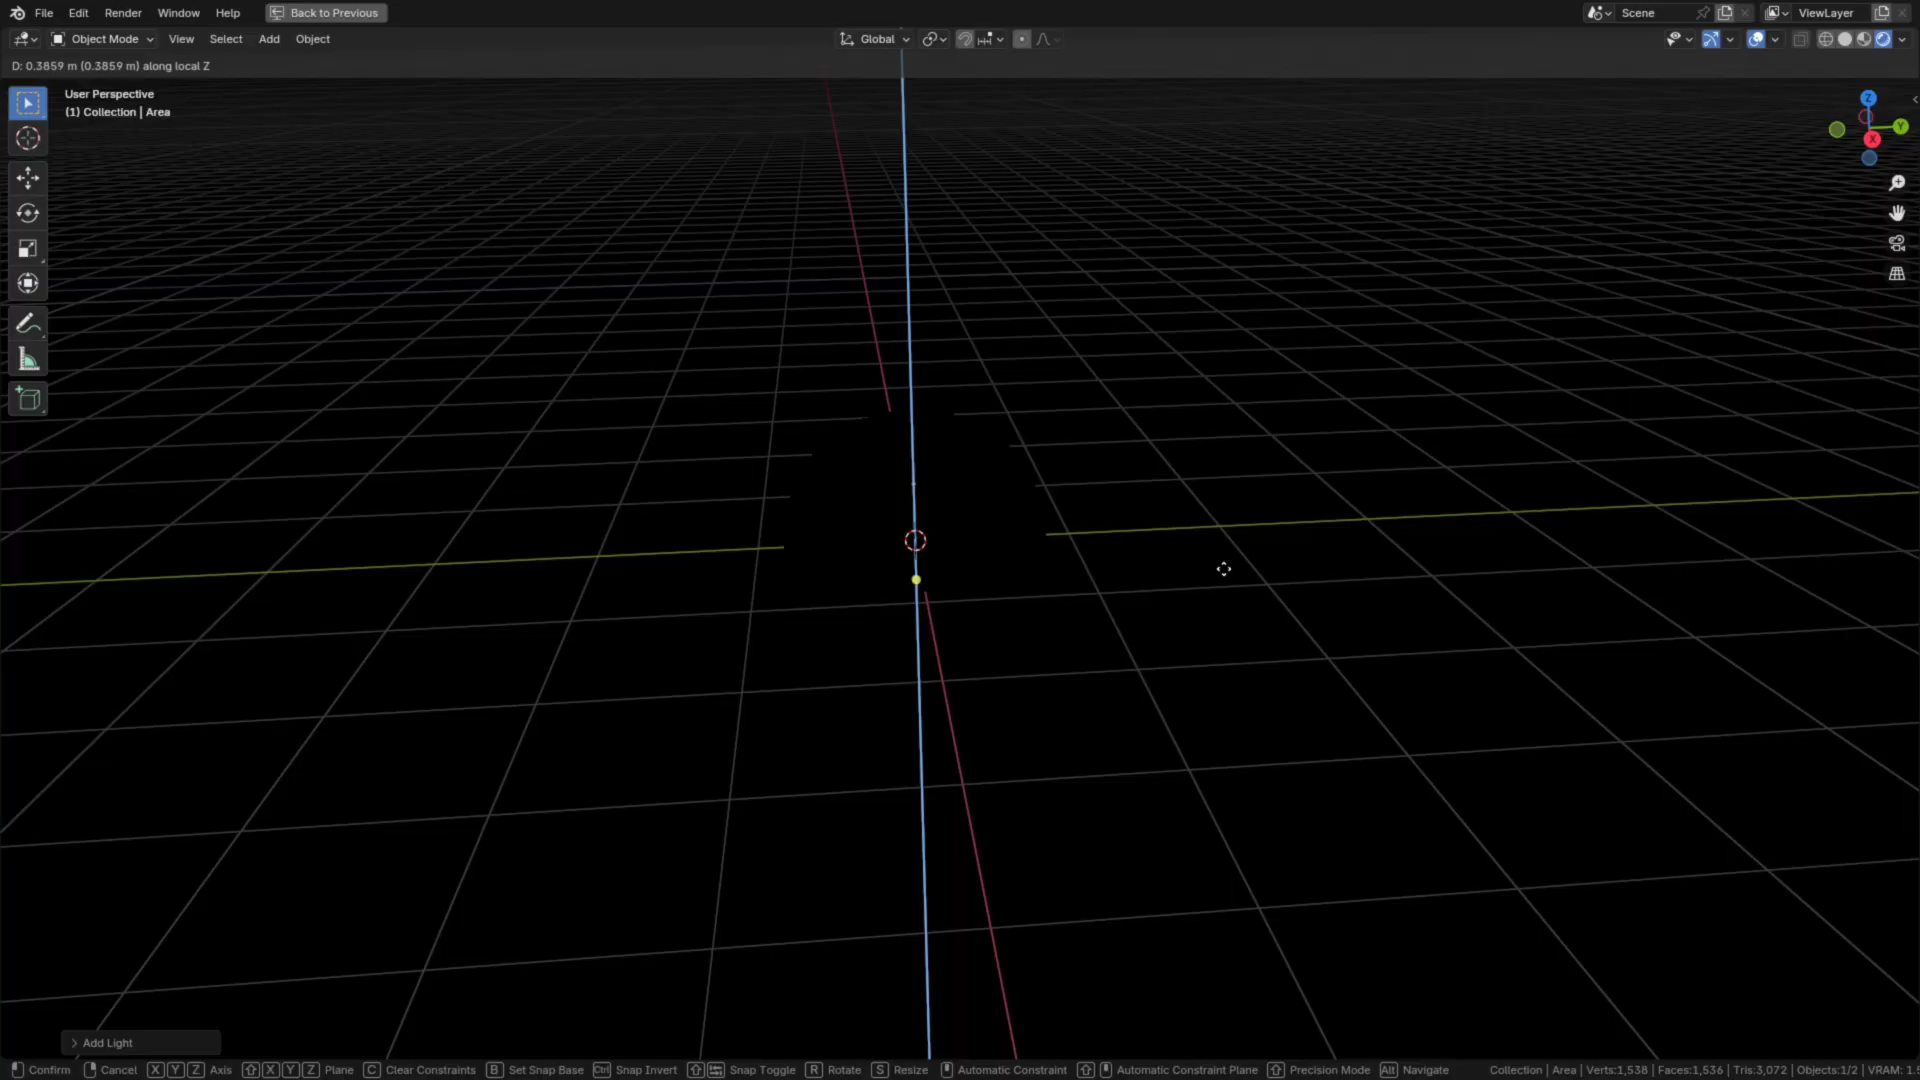 File Edit Render Window Help Back to Previous Scene ViewLayer
Object Mode View Select Add Object Global
D: 0.3859 m (0.3859 m) along local Z
User Perspective
(1) Collection | Area
Z
Y
X
Add Light
Confirm Cancel X Y Z Axis X Y Z Plane C Clear Constraints B Set Snap Base Ctrl Snap Invert Snap Toggle R Rotate S Resize Automatic Constraint Automatic Constraint Plane Precision Mode Alt Navigate Collection | Area | Verts:1,538 | Faces:1,536 | Tris:3,072 | Objects:1/2 | VRAM: 1.